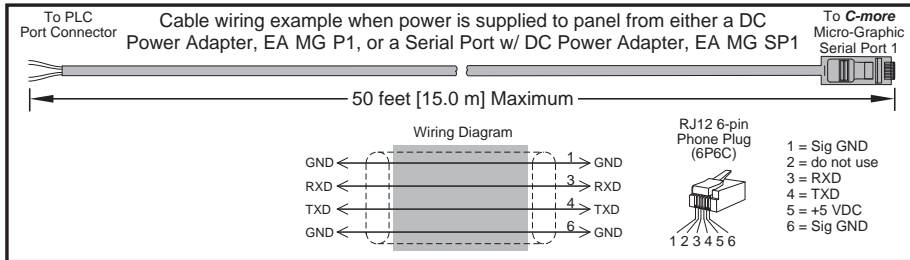 To PLC
Port Connector
Cable wiring example when power is supplied to panel from either a DC
Power Adapter, EA MG P1, or a Serial Port w/ DC Power Adapter, EA MG SP1
To C-more
Micro-Graphic
Serial Port 1
50 feet [15.0 m] Maximum
Wiring Diagram
GND 1 GND
RXD 3 RXD
TXD 4 TXD
GND 6 GND
RJ12 6-pin
Phone Plug
(6P6C)
1 2 3 4 5 6
1 = Sig GND
2 = do not use
3 = RXD
4 = TXD
5 = +5 VDC
6 = Sig GND